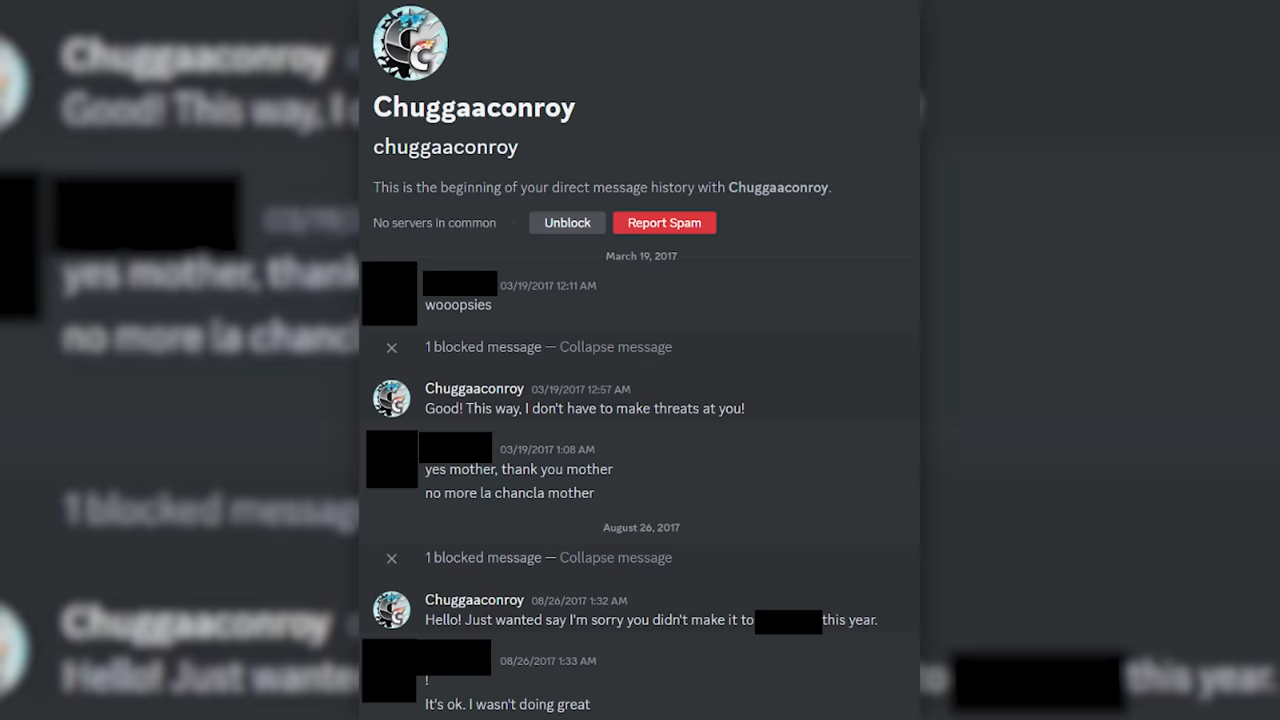 Chuggaaconroy
chuggaaconroy
This is the beginning of your direct message history with Chuggaaconroy.
No servers in common
Unblock
Report Spam
March 19, 2017
03/19/2017 12:11 AM
wooopsies
1 blocked message — Collapse message
Chuggaaconroy 03/19/2017 12:57 AM
Good! This way, I don't have to make threats at you!
03/19/2017 1:08 AM
yes mother, thank you mother
no more la chancla mother
August 26, 2017
1 blocked message — Collapse message
Chuggaaconroy 08/26/2017 1:32 AM
Hello! Just wanted say I'm sorry you didn't make it to this year.
08/26/2017 1:33 AM
!
It's ok. I wasn't doing great